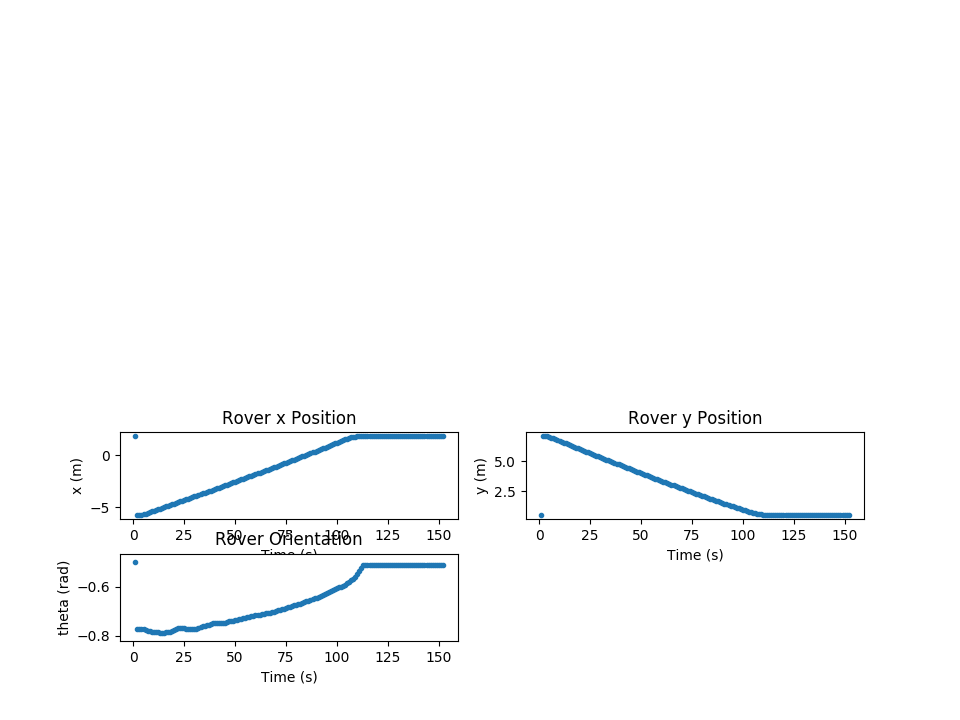 Rover x Position
x (m)
0
−5
0 25 50 75 100 125 150
Time (s)
Rover y Position
y (m)
5.0
2.5
0 25 50 75 100 125 150
Time (s)
Rover Orientation
theta (rad)
−0.6
−0.8
0 25 50 75 100 125 150
Time (s)